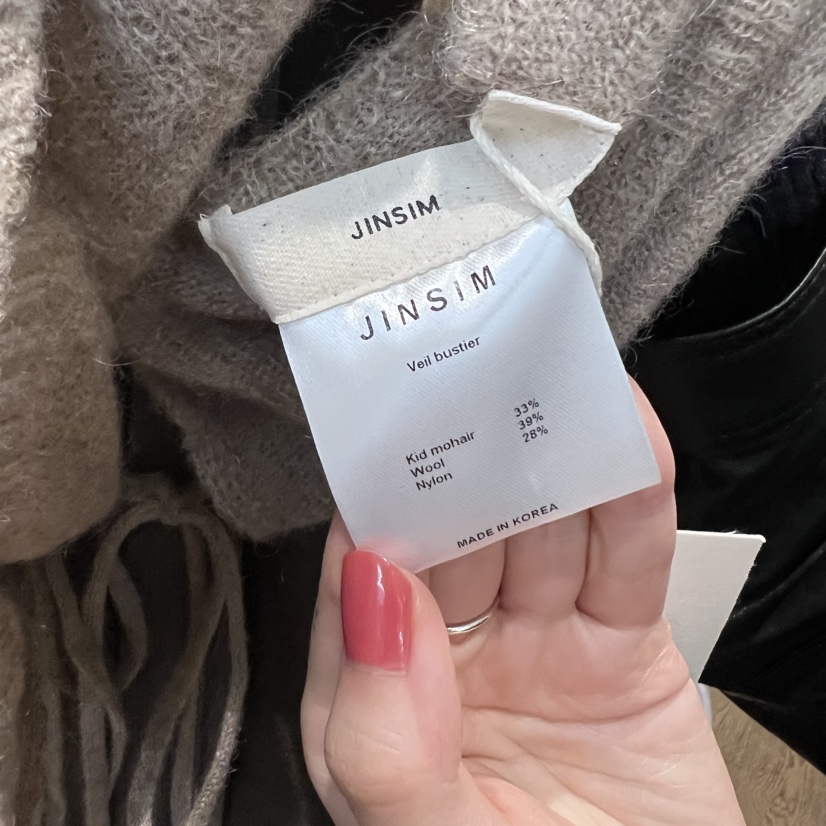 JINSIM
JINSIM
Veil bustier
Kid mohair 33%
Wool 39%
Nylon 28%
MADE IN KOREA